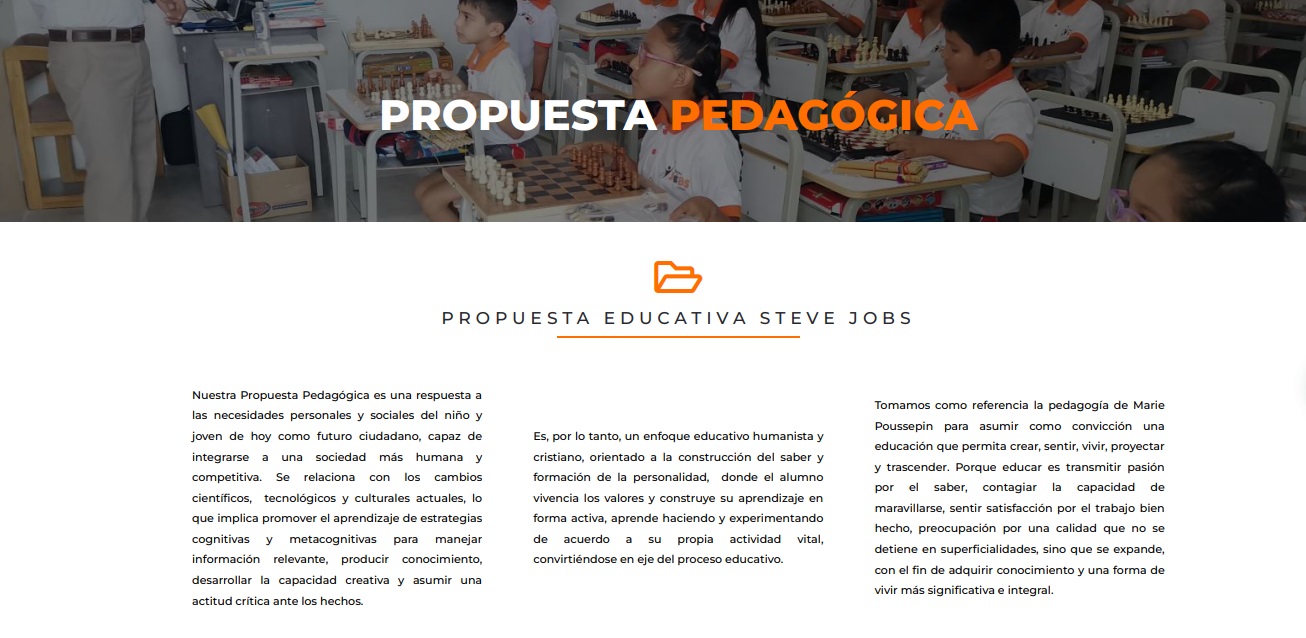 PROPUESTA PEDAGÓGICA
PROPUESTA EDUCATIVA STEVE JOBS
Nuestra Propuesta Pedagógica es una respuesta a
las necesidades personales y sociales del niño y
joven de hoy como futuro ciudadano, capaz de
integrarse a una sociedad más humana y
competitiva. Se relaciona con los cambios
científicos, tecnológicos y culturales actuales, lo
que implica promover el aprendizaje de estrategias
cognitivas y metacognitivas para manejar
información relevante, producir conocimiento,
desarrollar la capacidad creativa y asumir una
actitud crítica ante los hechos.
Es, por lo tanto, un enfoque educativo humanista y
cristiano, orientado a la construcción del saber y
formación de la personalidad, donde el alumno
vivencia los valores y construye su aprendizaje en
forma activa, aprende haciendo y experimentando
de acuerdo a su propia actividad vital,
convirtiéndose en eje del proceso educativo.
Tomamos como referencia la pedagogía de Marie
Poussepin para asumir como convicción una
educación que permita crear, sentir, vivir, proyectar
y trascender. Porque educar es transmitir pasión
por el saber, contagiar la capacidad de
maravillarse, sentir satisfacción por el trabajo bien
hecho, preocupación por una calidad que no se
detiene en superficialidades, sino que se expande,
con el fin de adquirir conocimiento y una forma de
vivir más significativa e integral.